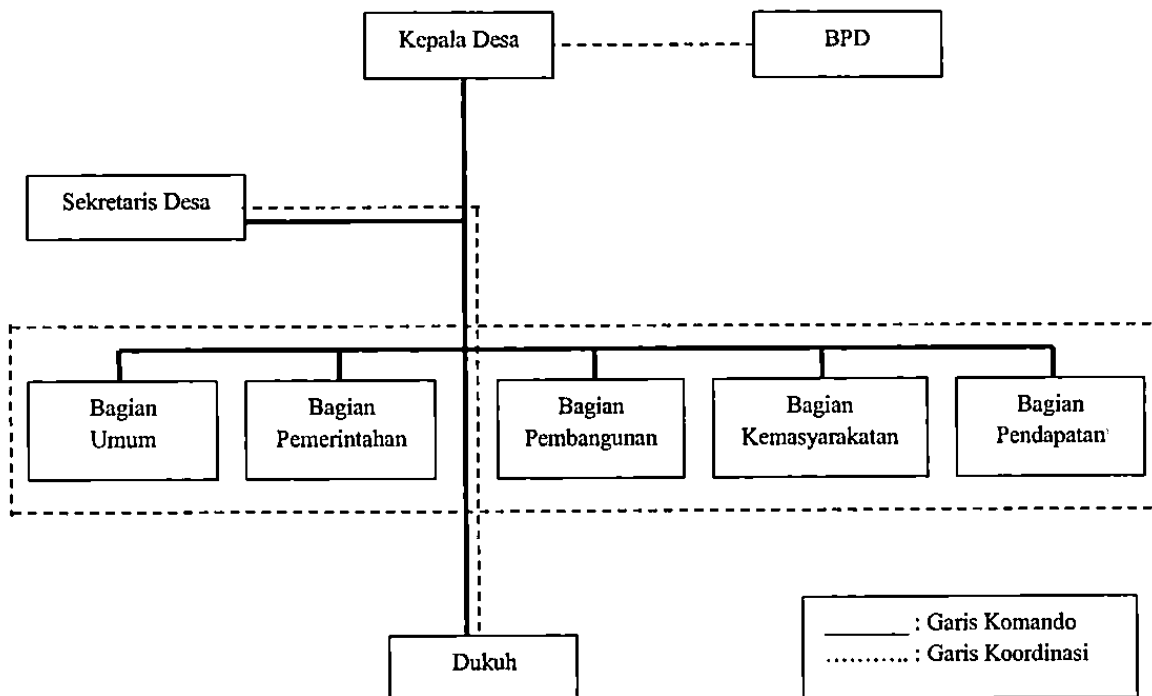 Kepala Desa
BPD
Sekretaris Desa
Bagian
Umum
Bagian
Pemerintahan
Bagian
Pembangunan
Bagian
Kemasyarakatan
Bagian
Pendapatan
: Garis Komando
: Garis Koordinasi
Dukuh